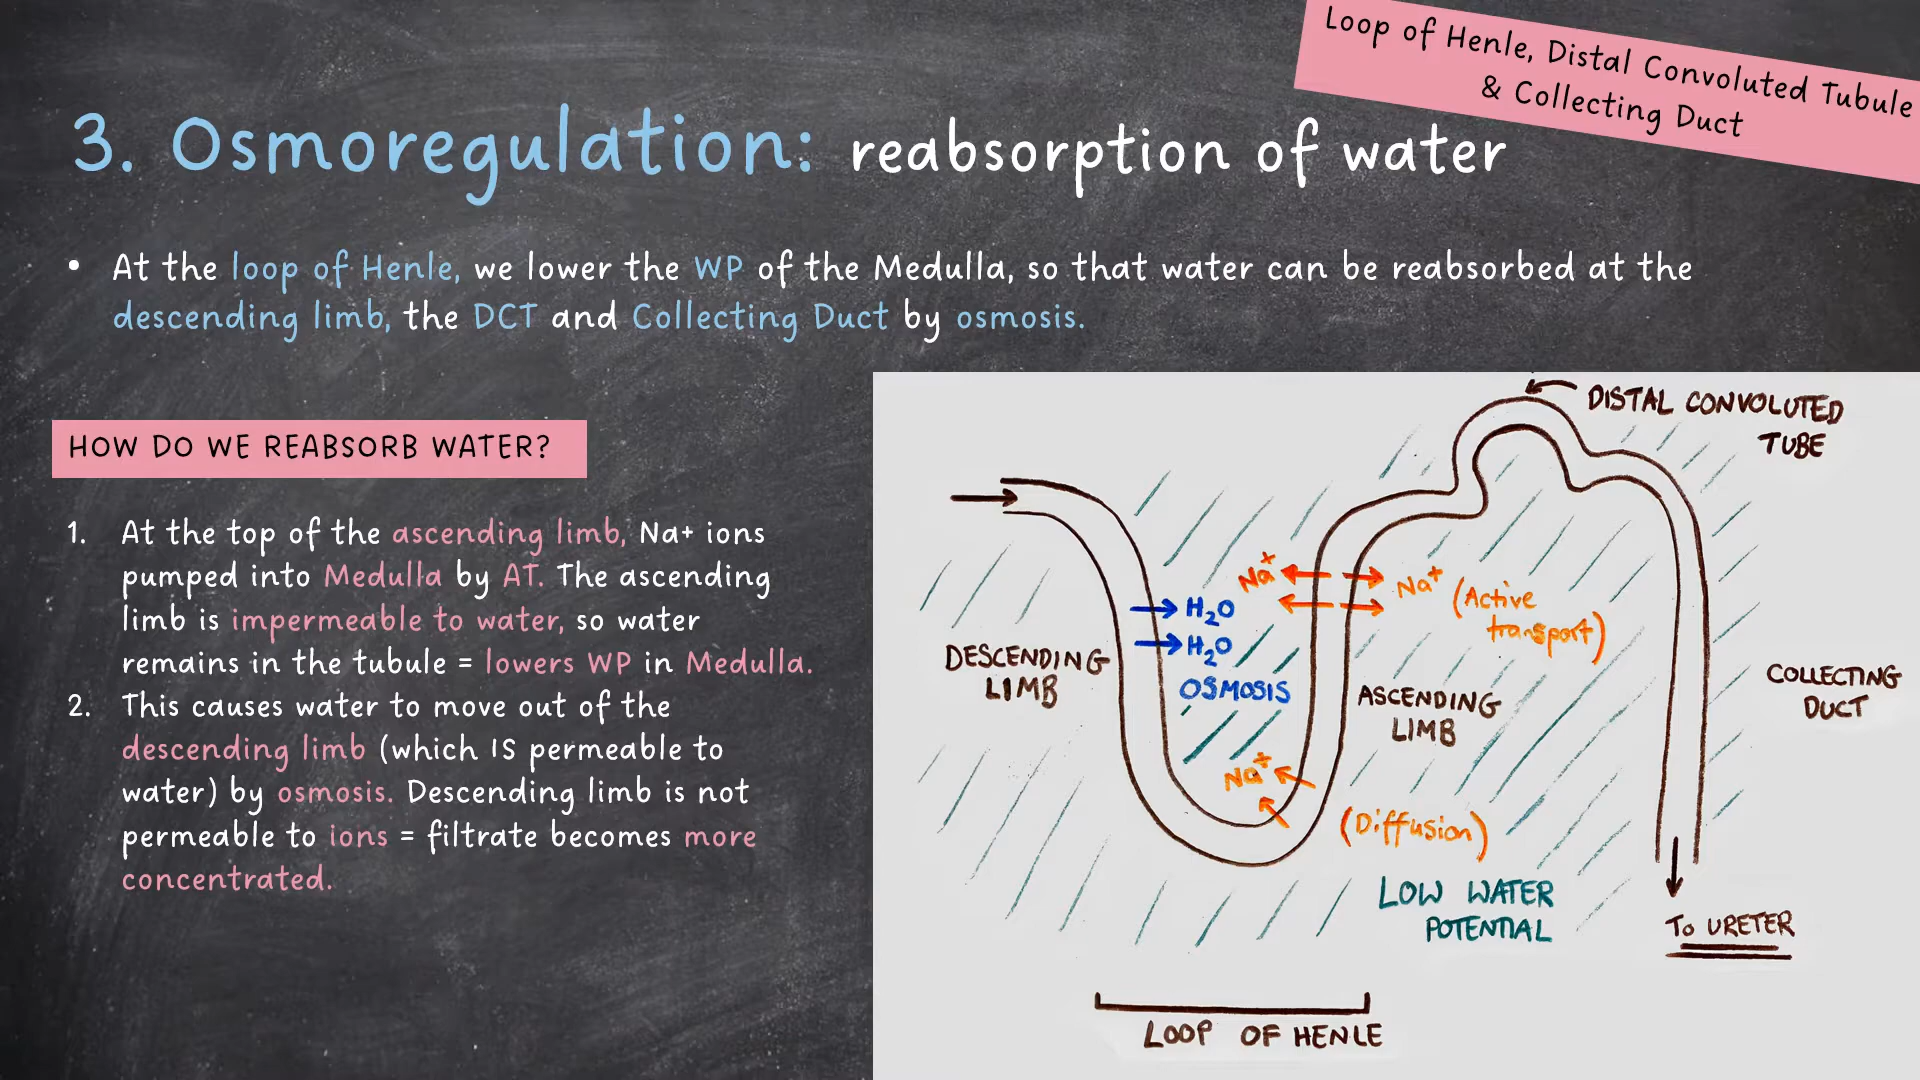 Loop of Henle, Distal Convoluted Tubule
& Collecting Duct
3. Osmoregulation: reabsorption of water
• At the loop of Henle, we lower the WP of the Medulla, so that water can be reabsorbed at the
descending limb, the DCT and Collecting Duct by osmosis.
HOW DO WE REABSORB WATER?
1. At the top of the ascending limb, Na+ ions
pumped into Medulla by AT. The ascending
limb is impermeable to water, so water
remains in the tubule = lowers WP in Medulla.
2. This causes water to move out of the
descending limb (which IS permeable to
water) by osmosis. Descending limb is not
permeable to ions = filtrate becomes more
concentrated.
DISTAL CONVOLUTED
TUBE
Na+
Na+ (Active
transport)
H2O
H2O
OSMOSIS
DESCENDING
LIMB
ASCENDING
LIMB
COLLECTING
DUCT
Na+
(Diffusion)
LOW WATER
POTENTIAL
To URETER
LOOP OF HENLE